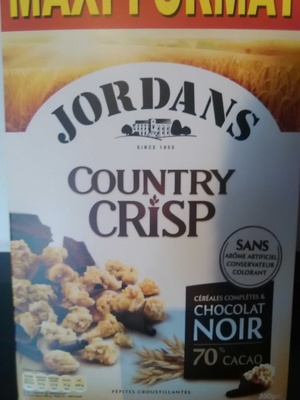 MAXI FORMAT
JORDANS
SINCE 1855
COUNTRY
CRISP
SANS
ARÔME ARTIFICIEL
CONSERVATEUR
COLORANT
CÉRÉALES COMPLÈTES &
CHOCOLAT
NOIR
70% CACAO
PÉPITES CROUSTILLANTES